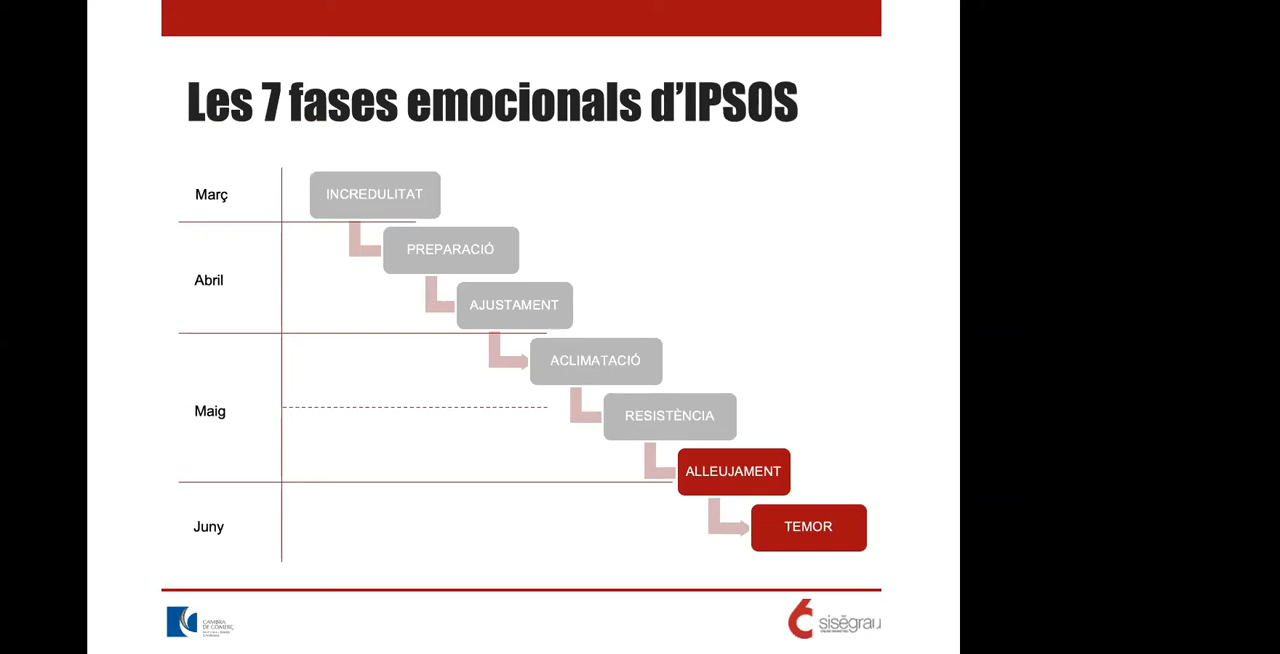 Les 7 fases emocionals d'IPSOS
Març
INCREDULITAT
PREPARACIÓ
Abril
AJUSTAMENT
ACLIMATACIÓ
Maig
RESISTÈNCIA
ALLEUJAMENT
Juny
TEMOR
CAMBRA
DE COMERÇ
sisègrau